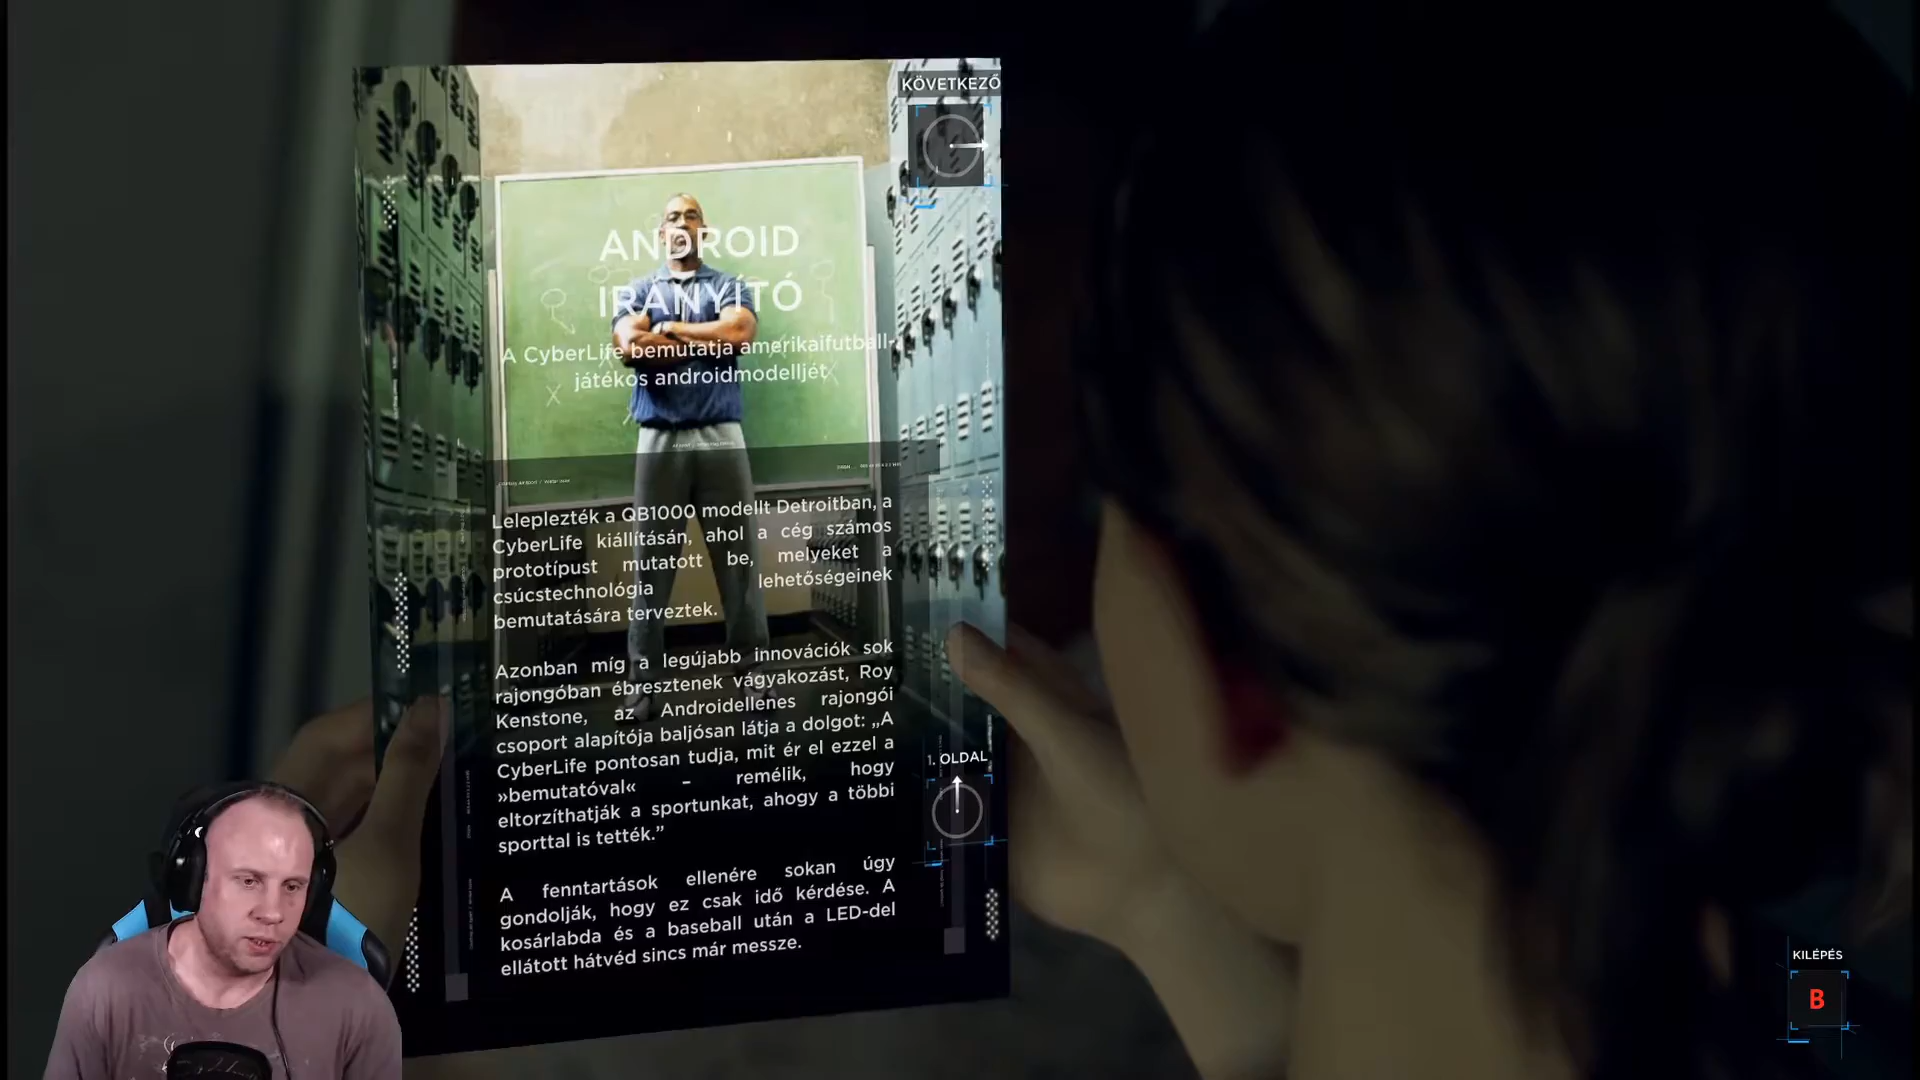 KÖVETKEZŐ
ANDROID
IRÁNYÍTÓ
A CyberLife bemutatja amerikaifutball-
játékos androidmodelljét
Leleplezték a QB1000 modellt Detroitban, a
CyberLife kiállításán, ahol a cég számos
prototípust mutatott be, melyeket a
csúcstechnológia lehetőségeinek
bemutatására terveztek.
Azonban míg a legújabb innovációk sok
rajongóban ébresztenek vágyakozást, Roy
Kenstone, az Androidellenes rajongói
csoport alapítója baljósan látja a dolgot: „A
CyberLife pontosan tudja, mit ér el ezzel a
»bemutatóval« – remélik, hogy
eltorzíthatják a sportunkat, ahogy a többi
sporttal is tették.”
A fenntartások ellenére sokan úgy
gondolják, hogy ez csak idő kérdése. A
kosárlabda és a baseball után a LED-del
ellátott hátvéd sincs már messze.
1. OLDAL
KILÉPÉS
B